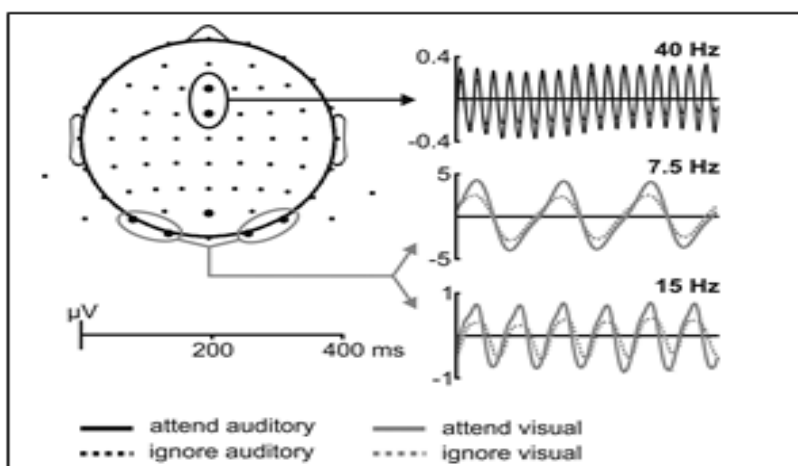 0.4
40 Hz
-0.4
5
7.5 Hz
-5
1
15 Hz
-1
µV
200
400 ms
attend auditory
attend visual
ignore auditory
ignore visual